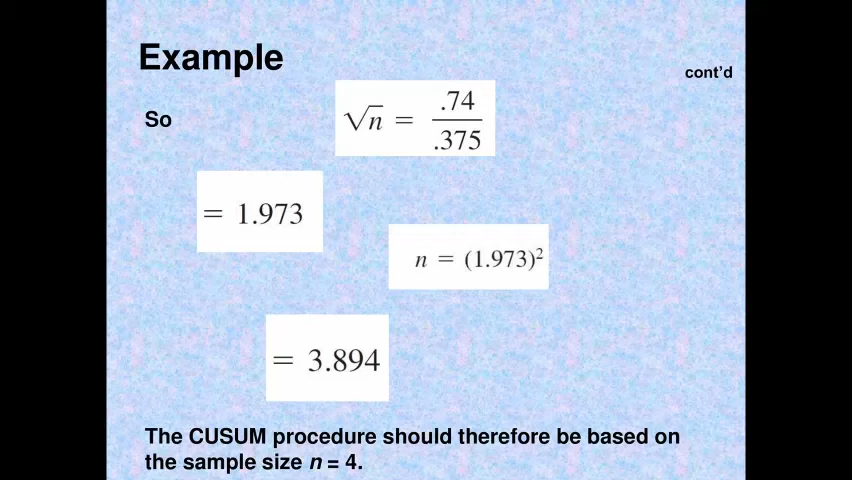 Example
cont’d
So
√n = .74/.375
= 1.973
n = (1.973)²
= 3.894
The CUSUM procedure should therefore be based on
the sample size n = 4.